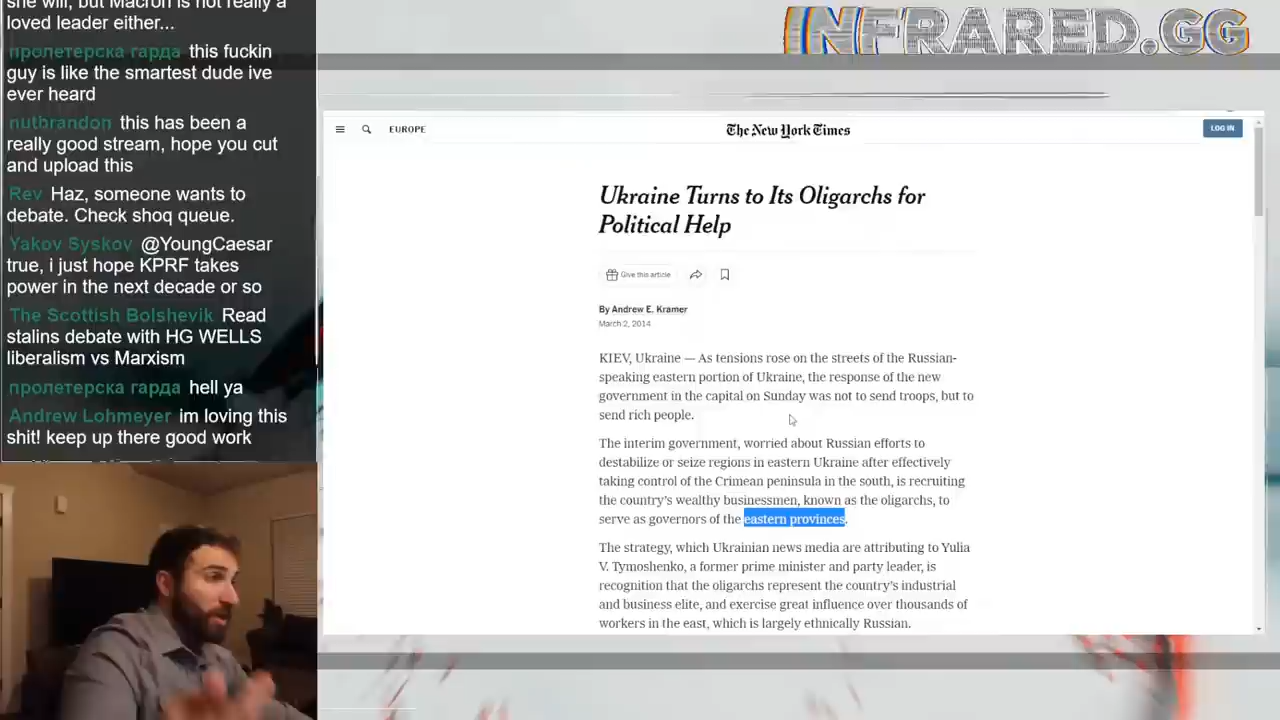 she will, but Macron is not really a
loved leader either...
пролетерска гарда this fuckin
guy is like the smartest dude ive
ever heard
nutbrandon this has been a
really good stream, hope you cut
and upload this
Rev Haz, someone wants to
debate. Check shoq queue.
Yakov Syskov @YoungCaesar
true, i just hope KPRF takes
power in the next decade or so
The Scottish Bolshevik Read
stalins debate with HG WELLS
liberalism vs Marxism
пролетерска гарда hell ya
Andrew Lohmeyer im loving this
shit! keep up there good work
INFRARED.GG
EUROPE
The New York Times
LOG IN
Ukraine Turns to Its Oligarchs for
Political Help
Give this article
By Andrew E. Kramer
March 2, 2014
KIEV, Ukraine — As tensions rose on the streets of the Russian-
speaking eastern portion of Ukraine, the response of the new
government in the capital on Sunday was not to send troops, but to
send rich people.
The interim government, worried about Russian efforts to
destabilize or seize regions in eastern Ukraine after effectively
taking control of the Crimean peninsula in the south, is recruiting
the country's wealthy businessmen, known as the oligarchs, to
serve as governors of the eastern provinces.
The strategy, which Ukrainian news media are attributing to Yulia
V. Tymoshenko, a former prime minister and party leader, is
recognition that the oligarchs represent the country's industrial
and business elite, and exercise great influence over thousands of
workers in the east, which is largely ethnically Russian.